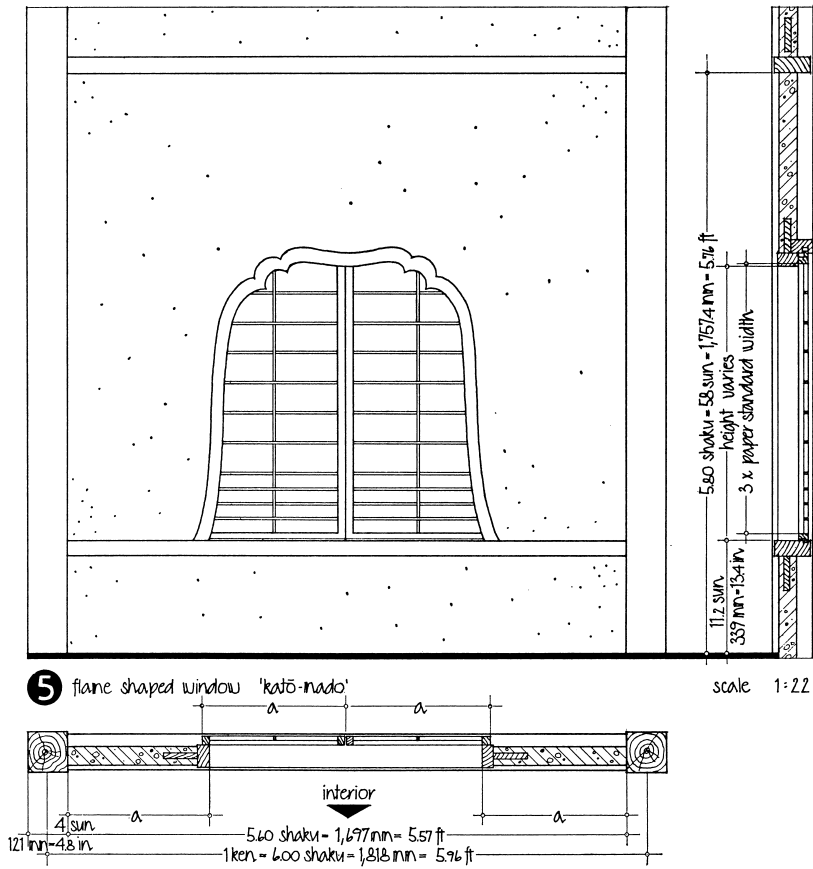 5.80 shaku = 58 sun = 1,757.4 mm = 5.76 ft
height varies
3 x paper standard width
11.2 sun
339 mm = 13.4 in
5 flame shaped window 'katō-mado'
scale 1:22
a
a
interior
a
a
4 sun
121 mm = 4.8 in
5.60 shaku = 1,697 mm = 5.57 ft
1 ken = 6.00 shaku = 1,818 mm = 5.96 ft